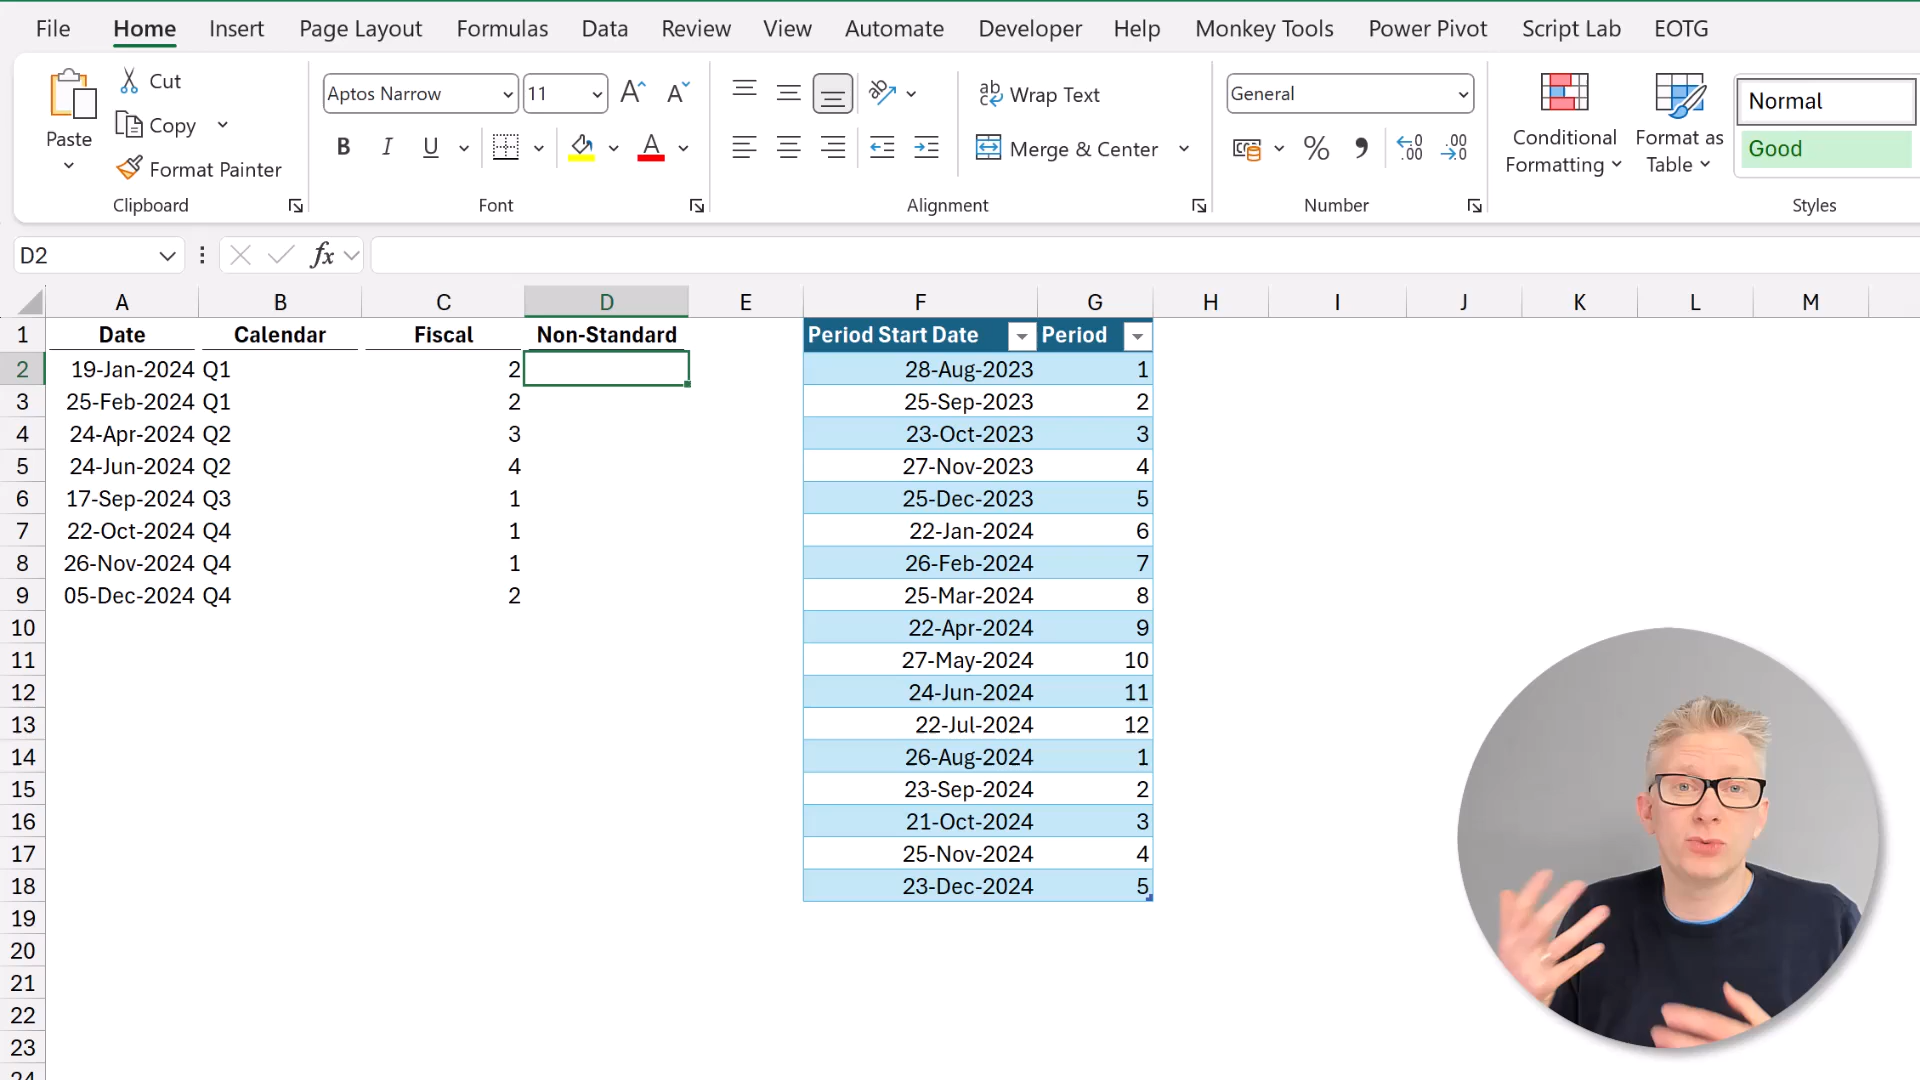 File Home Insert Page Layout Formulas Data Review View Automate Developer Help Monkey Tools Power Pivot Script Lab EOTG
Paste
Cut
Copy
Format Painter
Clipboard
Aptos Narrow 11 A A
B I U A
Font
ab Wrap Text
Merge & Center
Alignment
General
% , .00 .00
Number
Conditional Formatting
Format as Table
Normal
Good
Styles
D2 fx
A B C D E F G H I J K L M
1 Date Calendar Fiscal Non-Standard Period Start Date Period
2 19-Jan-2024 Q1 2 28-Aug-2023 1
3 25-Feb-2024 Q1 2 25-Sep-2023 2
4 24-Apr-2024 Q2 3 23-Oct-2023 3
5 24-Jun-2024 Q2 4 27-Nov-2023 4
6 17-Sep-2024 Q3 1 25-Dec-2023 5
7 22-Oct-2024 Q4 1 22-Jan-2024 6
8 26-Nov-2024 Q4 1 26-Feb-2024 7
9 05-Dec-2024 Q4 2 25-Mar-2024 8
10 22-Apr-2024 9
11 27-May-2024 10
12 24-Jun-2024 11
13 22-Jul-2024 12
14 26-Aug-2024 1
15 23-Sep-2024 2
16 21-Oct-2024 3
17 25-Nov-2024 4
18 23-Dec-2024 5
19
20
21
22
23
24